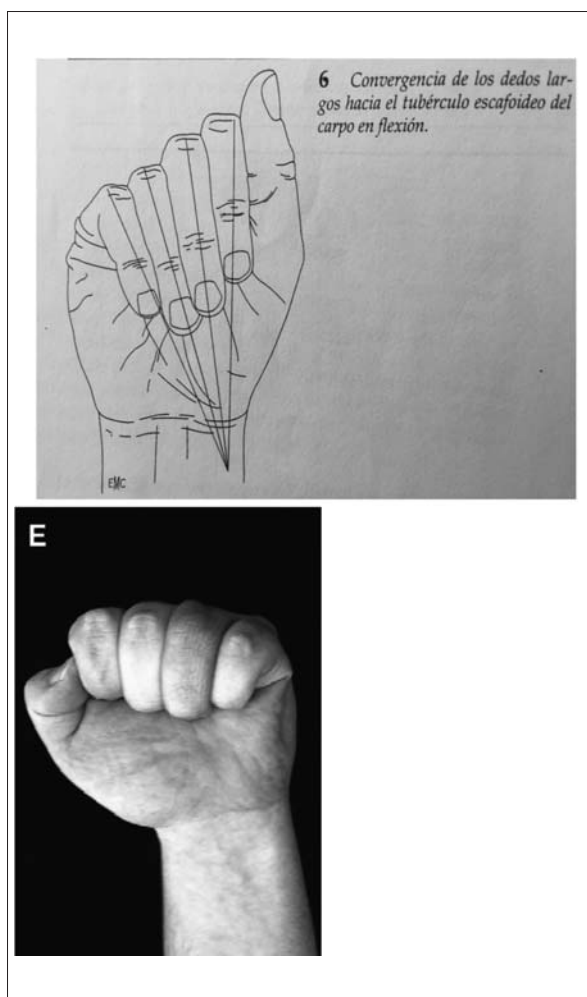 6 Convergencia de los dedos lar-
gos hacia el tubérculo escafoideo del
carpo en flexión.
EMC
E